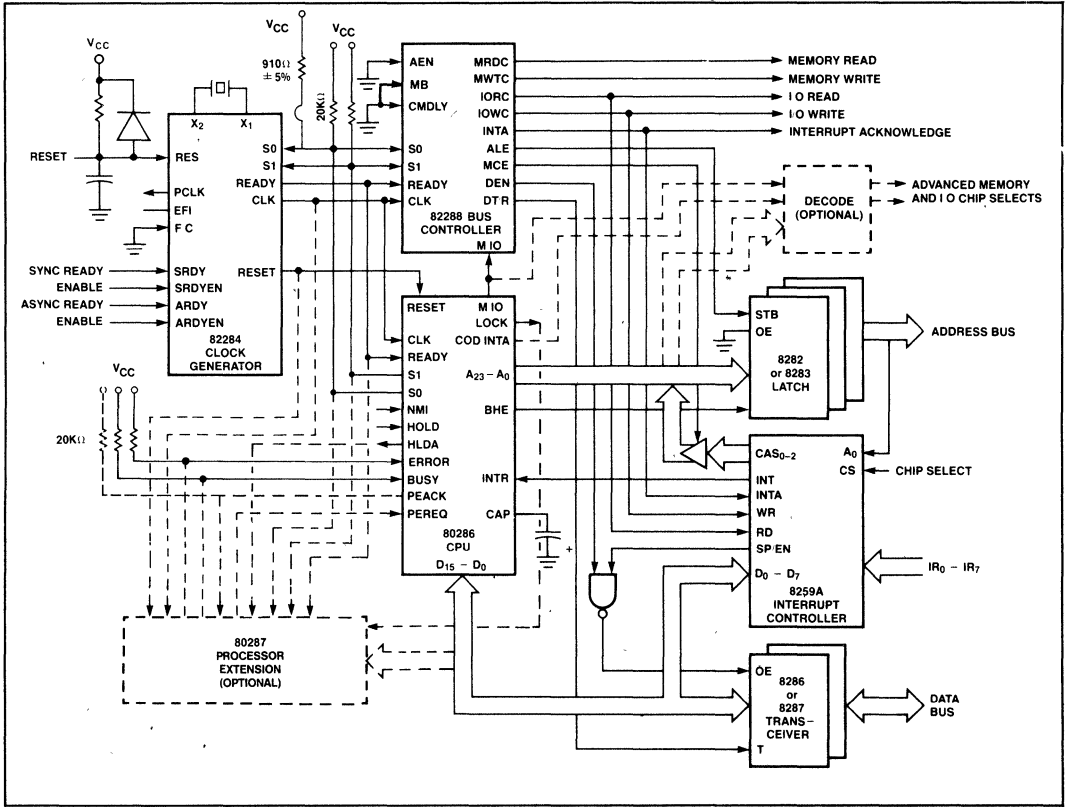 VCC
VCC
VCC
910Ω
± 5%
20KΩ
X2
X1
RESET
RES
PCLK
EFI
F C
SYNC READY
SRDY
ENABLE
SRDYEN
ASYNC READY
ARDY
ENABLE
ARDYEN
S0
S1
READY
CLK
RESET
82284
CLOCK
GENERATOR
AEN
MB
CMDLY
S0
S1
READY
CLK
MRDC
MWTC
IORC
IOWC
INTA
ALE
MCE
DEN
DT R
82288 BUS
CONTROLLER
M IO
MEMORY READ
MEMORY WRITE
I O READ
I O WRITE
INTERRUPT ACKNOWLEDGE
DECODE
(OPTIONAL)
ADVANCED MEMORY
AND I O CHIP SELECTS
VCC
20KΩ
RESET
M IO
LOCK
COD INTA
CLK
READY
S1
S0
NMI
HOLD
HLDA
ERROR
BUSY
PEACK
PEREQ
A23 – A0
BHE
INTR
CAP
+
80286
CPU
D15 – D0
STB
OE
8282
or 8283
LATCH
ADDRESS BUS
CAS0-2
A0
CS
CHIP SELECT
INT
INTA
WR
RD
SP/EN
D0 – D7
IR0 – IR7
8259A
INTERRUPT
CONTROLLER
80287
PROCESSOR
EXTENSION
(OPTIONAL)
OE
8286
or
8287
TRANS-
CEIVER
T
DATA
BUS